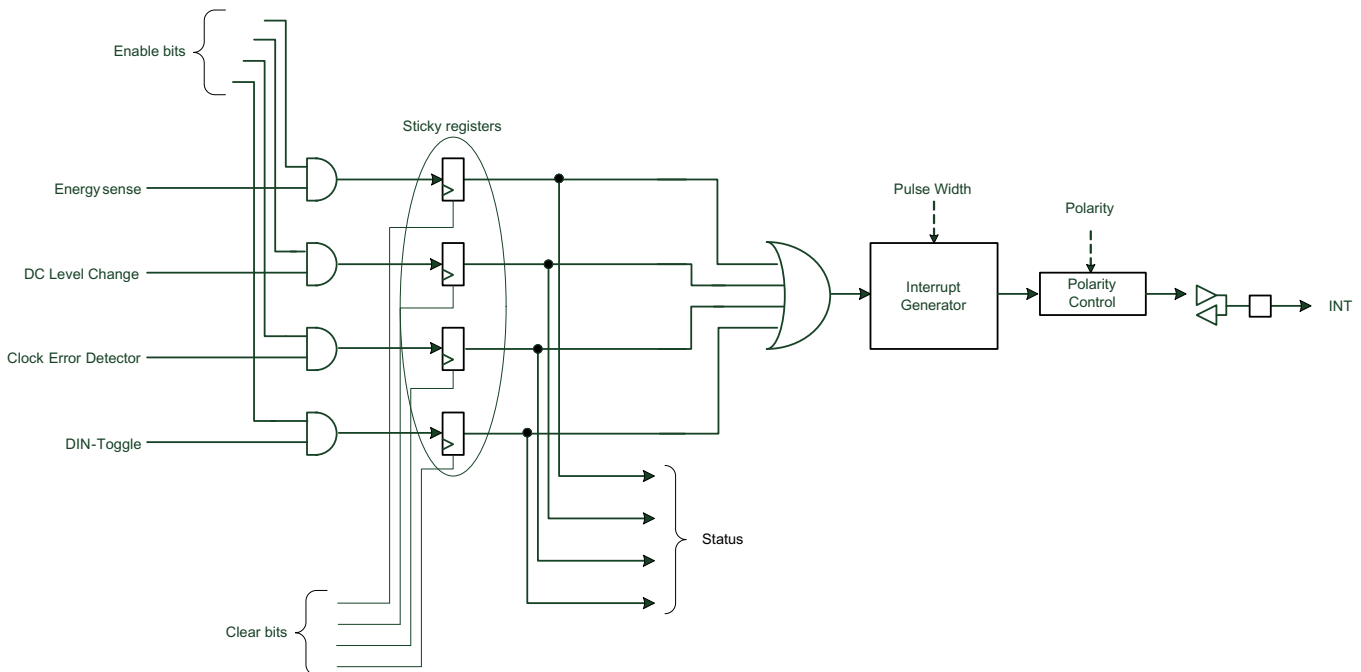 Enable bits
Sticky registers
Energy sense
Pulse Width
Polarity
DC Level Change
Interrupt
Generator
Polarity
Control
INT
Clock Error Detector
DIN-Toggle
Status
Clear bits